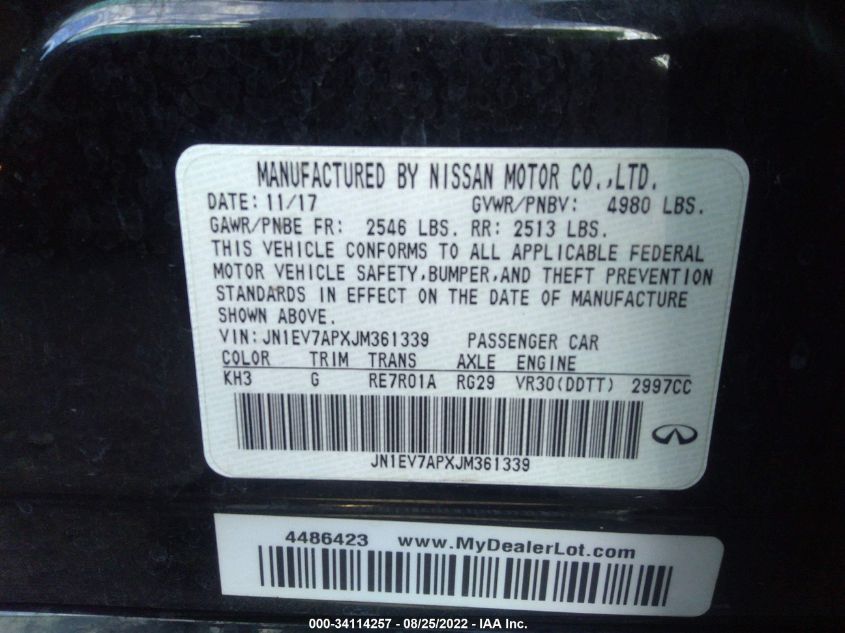 MANUFACTURED BY NISSAN MOTOR CO.,LTD.
DATE: 11/17 GVWR/PNBV: 4980 LBS.
GAWR/PNBE FR: 2546 LBS. RR: 2513 LBS.
THIS VEHICLE CONFORMS TO ALL APPLICABLE FEDERAL
MOTOR VEHICLE SAFETY,BUMPER,AND THEFT PREVENTION
STANDARDS IN EFFECT ON THE DATE OF MANUFACTURE
SHOWN ABOVE.
VIN:JN1EV7APXJM361339 PASSENGER CAR
COLOR TRIM TRANS AXLE ENGINE
KH3 G RE7R01A RG29 VR30(DDTT) 2997CC
JN1EV7APXJM361339
4486423 www.MyDealerLot.com
000-34114257 - 08/25/2022 - IAA Inc.